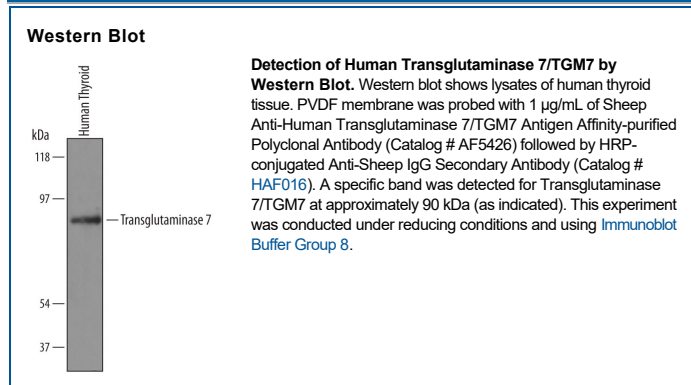 Western Blot
Human Thyroid
kDa
118
97
Transglutaminase 7
54
37
Detection of Human Transglutaminase 7/TGM7 by
Western Blot. Western blot shows lysates of human thyroid
tissue. PVDF membrane was probed with 1 µg/mL of Sheep
Anti-Human Transglutaminase 7/TGM7 Antigen Affinity-purified
Polyclonal Antibody (Catalog # AF5426) followed by HRP-
conjugated Anti-Sheep IgG Secondary Antibody (Catalog #
HAF016). A specific band was detected for Transglutaminase
7/TGM7 at approximately 90 kDa (as indicated). This experiment
was conducted under reducing conditions and using Immunoblot
Buffer Group 8.